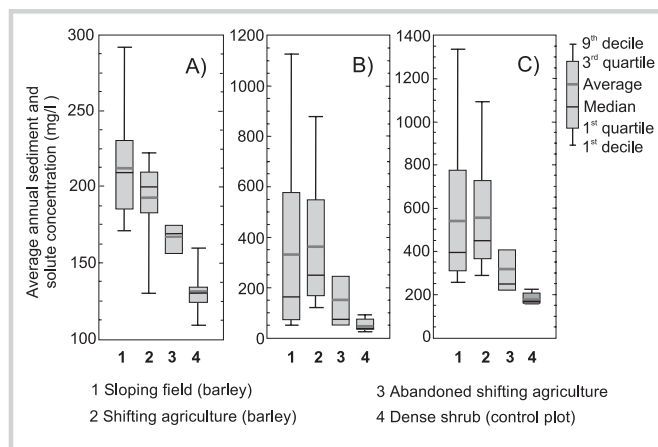 Average annual sediment and
solute concentration (mg/l)
300
250
200
150
100
A)
1 2 3 4
1200
1000
800
600
400
200
0
B)
1 2 3 4
1400
1200
1000
800
600
400
200
0
C)
1 2 3 4
9th decile
3rd quartile
Average
Median
1st quartile
1st decile
1 Sloping field (barley)
2 Shifting agriculture (barley)
3 Abandoned shifting agriculture
4 Dense shrub (control plot)